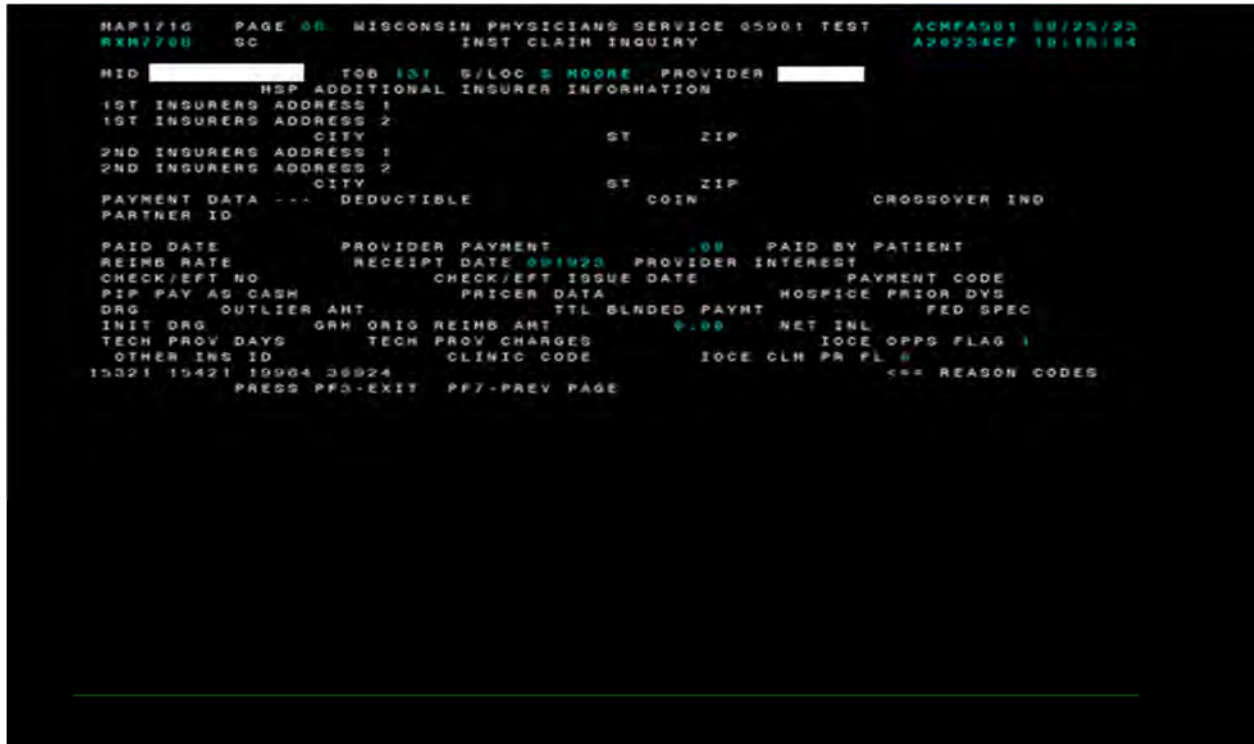 MAP1716 PAGE 06 WISCONSIN PHYSICIANS SERVICE 05901 TEST ACMFA501 08/25/23
RXM7708 SC INST CLAIM INQUIRY A20234CF
MID TOB 131 S/LOC S MOORE PROVIDER
MSP ADDITIONAL INSURER INFORMATION
1ST INSURERS ADDRESS 1
1ST INSURERS ADDRESS 2
CITY ST ZIP
2ND INSURERS ADDRESS 1
2ND INSURERS ADDRESS 2
CITY ST ZIP
PAYMENT DATA --- DEDUCTIBLE COIN CROSSOVER IND
PARTNER ID
PAID DATE PROVIDER PAYMENT .00 PAID BY PATIENT
REIMB RATE RECEIPT DATE 091923 PROVIDER INTEREST
CHECK/EFT NO CHECK/EFT ISSUE DATE PAYMENT CODE
PIP PAY AS CASH PRICER DATA HOSPICE PRIOR DYS
DRG OUTLIER AMT TTL BLNDED PAYMT FED SPEC
INIT DRG GRH ORIG REIMB AMT 0.00 NET INL
TECH PROV DAYS TECH PROV CHARGES IOCE OPPS FLAG 1
OTHER INS ID CLINIC CODE IOCE CLM PR FL
15321 15421 19964 36924 <== REASON CODES
PRESS PF3-EXIT PF7-PREV PAGE